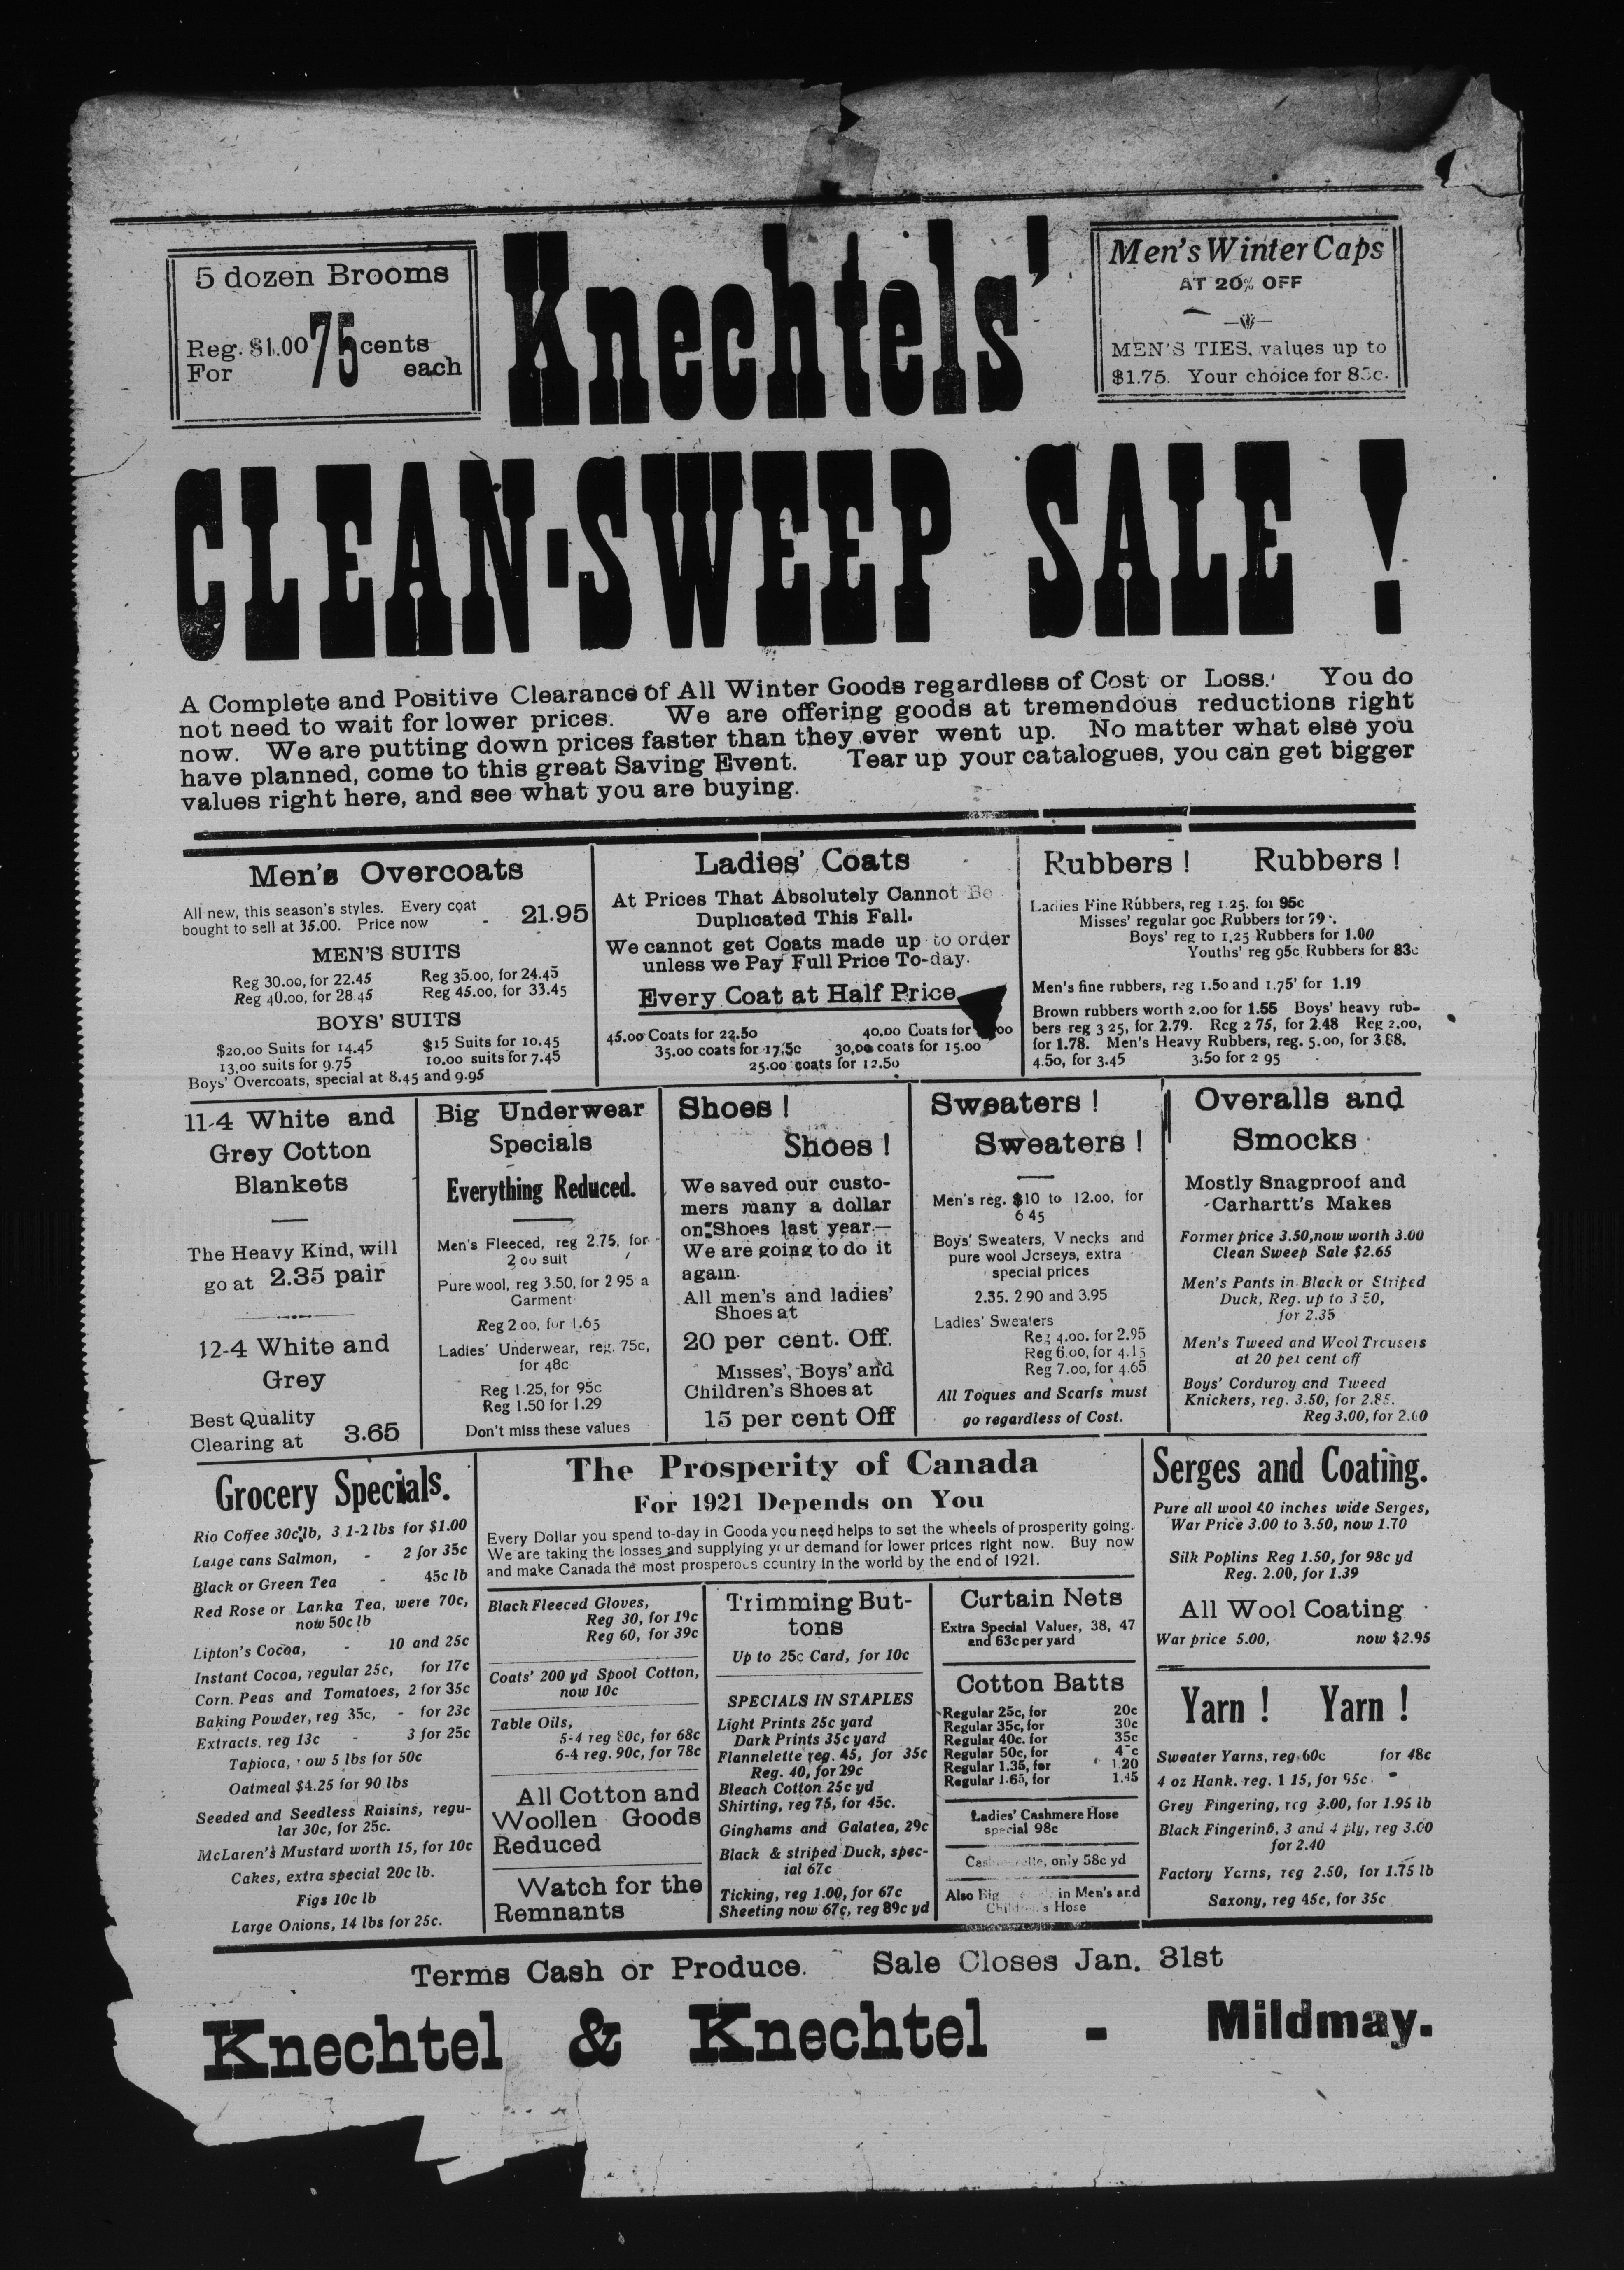 5 dozen Brooms
Reg. $1.00 75 cents
For each
Knechtels'
Men's Winter Caps
AT 20% OFF
MEN'S TIES, values up to
$1.75. Your choice for
CLEAN-SWEEP SALE !
A Complete and Positive Clearance of All Winter Goods regardless of Cost or Loss. You do
not need to wait for lower prices. We are offering goods at tremendous reductions right
now. We are putting down prices faster than they ever went up. No matter what else you
have planned, come to this great Saving Event. Tear up your catalogues, you can get bigger
values right here, and see what you are buying.
Men's Overcoats
All new, this season's styles. Every coat
bought to sell at 35.00. Price now - 21.95
MEN'S SUITS
Reg 30.00, for 22.45 Reg 35.00, for 24.45
Reg 40.00, for 28.45 Reg 45.00, for 33.45
BOYS' SUITS
$20.00 Suits for 14.45 $15 Suits for 10.45
13.00 suits for 9.75 10.00 suits for 7.45
Boys' Overcoats, special at 8.45 and 9.95
Ladies' Coats
At Prices That Absolutely Cannot Be
Duplicated This Fall.
We cannot get Coats made up to order
unless we Pay Full Price To-day.
Every Coat at Half Price
45.00 Coats for 22.50 40.00 Coats for
35.00 coats for 17.50 30.00 coats for 15.00
25.00 coats for 12.50
Rubbers ! Rubbers !
Ladies Fine Rubbers, reg 1 25. for 95c
Misses' regular 90c Rubbers for 79
Boys' reg to 1.25 Rubbers for 1.00
Youths' reg 95c Rubbers for 83c
Men's fine rubbers, reg 1.50 and 1.75' for 1.19
Brown rubbers worth 2.00 for 1.55 Boys' heavy rub-
bers reg 3 25, for 2.79. Reg 2 75, for 2.48 Reg 2.00,
for 1.78. Men's Heavy Rubbers, reg. 5.00, for 3.88.
4.50, for 3.45 3.50 for 2 95
11-4 White and
Grey Cotton
Blankets
The Heavy Kind, will
go at 2.35 pair
12-4 White and
Grey
Best Quality
Clearing at 3.65
Big Underwear
Specials
Everything Reduced.
Men's Fleeced, reg 2.75, for
2 00 suit
Pure wool, reg 3.50, for 2 95 a
Garment
Reg 2 00, for 1.65
Ladies' Underwear, reg. 75c,
for 48c
Reg 1.25, for 95c
Reg 1.50 for 1.29
Don't miss these values
Shoes !
Shoes !
We saved our custo-
mers many a dollar
on Shoes last year.—
We are going to do it
again.
All men's and ladies'
Shoes at
20 per cent. Off.
Misses', Boys' and
Children's Shoes at
15 per cent Off
Sweaters !
Sweaters !
Men's reg. $10 to 12.00, for
6 45
Boys' Sweaters, V necks and
pure wool Jerseys, extra
special prices
2.35. 2 90 and 3.95
Ladies' Sweaters
Reg 4.00. for 2.95
Reg 6.00, for 4.15
Reg 7.00, for 4.65
All Toques and Scarfs must
go regardless of Cost.
Overalls and
Smocks
Mostly Snagproof and
Carhartt's Makes
Former price 3.50, now worth 3.00
Clean Sweep Sale $2.65
Men's Pants in Black or Striped
Duck, Reg. up to 3 50,
for 2.35
Men's Tweed and Wool Trousers
at 20 per cent off
Boys' Corduroy and Tweed
Knickers, reg. 3.50, for 2.85.
Reg 3.00, for 2.60
Grocery Specials.
Rio Coffee 30c lb, 3 1-2 lbs for $1.00
Large cans Salmon, - 2 for 35c
Black or Green Tea - 45c lb
Red Rose or Lanka Tea, were 70c,
now 50c lb
Lipton's Cocoa, - 10 and 25c
Instant Cocoa, regular 25c, for 17c
Corn. Peas and Tomatoes, 2 for 35c
Baking Powder, reg 35c, - for 23c
Extracts, reg 13c - 3 for 25c
Tapioca, ow 5 lbs for 50c
Oatmeal $4.25 for 90 lbs
Seeded and Seedless Raisins, regu-
lar 30c, for 25c.
McLaren's Mustard worth 15, for 10c
Cakes, extra special 20c lb.
Figs 10c lb
Large Onions, 14 lbs for 25c.
The Prosperity of Canada
For 1921 Depends on You
Every Dollar you spend to-day in Gooda you need helps to set the wheels of prosperity going.
We are taking the losses and supplying your demand for lower prices right now. Buy now
and make Canada the most prosperous country in the world by the end of 1921.
Black Fleeced Gloves,
Reg 30, for 19c
Reg 60, for 39c
Coats' 200 yd Spool Cotton,
now 10c
Table Oils,
5-4 reg 80c, for 68c
6-4 reg. 90c, for 78c
All Cotton and
Woollen Goods
Reduced
Watch for the
Remnants
Trimming But-
tons
Up to 25c Card, for 10c
SPECIALS IN STAPLES
Light Prints 25c yard
Dark Prints 35c yard
Flannelette reg. 45, for 35c
Reg. 40, for 29c
Bleach Cotton 25c yd
Shirting, reg 75, for 45c.
Ginghams and Galatea, 29c
Black & striped Duck, spec-
ial 67c
Ticking, reg 1.00, for 67c
Sheeting now 67c, reg 89c yd
Curtain Nets
Extra Special Values, 38, 47
and 63c per yard
Cotton Batts
Regular 25c, for 20c
Regular 35c, for 30c
Regular 40c. for 35c
Regular 50c, for
Regular 1.35, for 1.20
Regular 1.65, for 1.45
Ladies' Cashmere Hose
special 98c
only 58c yd
Also Big in Men's and
Children's Hose
Serges and Coating.
Pure all wool 40 inches wide Serges,
War Price 3.00 to 3.50, now 1.70
Silk Poplins Reg 1.50, for 98c yd
Reg. 2.00, for 1.39
All Wool Coating
War price 5.00, now $2.95
Yarn ! Yarn !
Sweater Yarns, reg. 60c for 48c
4 oz Hank. reg. 1 15, for 95c.
Grey Fingering, reg 3.00, for 1.95 lb
Black Fingering, 3 and 4 ply, reg 3.00
for 2.40
Factory Yarns, reg 2.50, for 1.75 lb
Saxony, reg 45c, for 35c
Terms Cash or Produce. Sale Closes Jan. 31st
Knechtel & Knechtel - Mildmay.